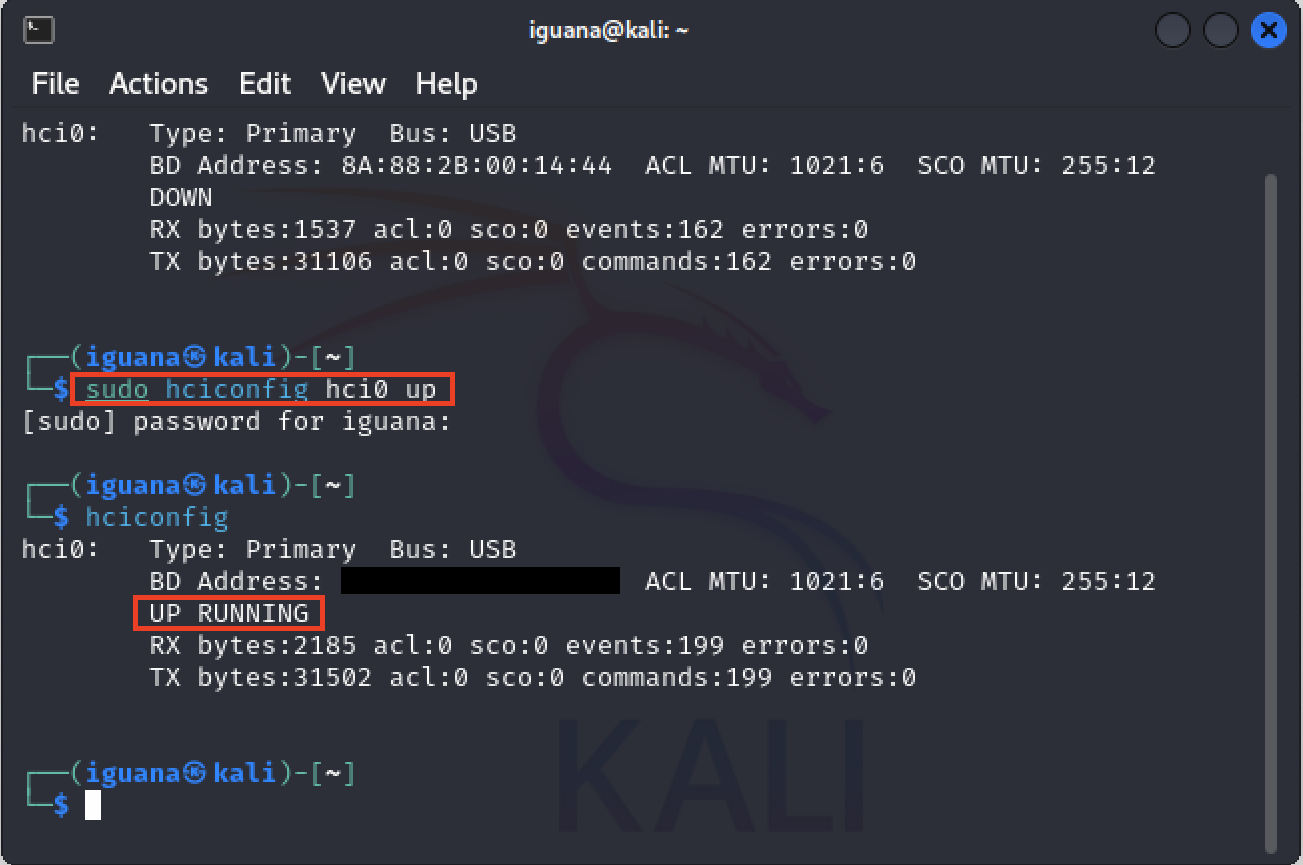 iguana@kali: ~
File Actions Edit View Help
hci0: Type: Primary Bus: USB
BD Address: 8A:88:2B:00:14:44 ACL MTU: 1021:6 SCO MTU: 255:12
DOWN
RX bytes:1537 acl:0 sco:0 events:162 errors:0
TX bytes:31106 acl:0 sco:0 commands:162 errors:0
┌──(iguana㉿kali)-[~]
└─$ sudo hciconfig hci0 up
[sudo] password for iguana:
┌──(iguana㉿kali)-[~]
└─$ hciconfig
hci0: Type: Primary Bus: USB
BD Address: ACL MTU: 1021:6 SCO MTU: 255:12
UP RUNNING
RX bytes:2185 acl:0 sco:0 events:199 errors:0
TX bytes:31502 acl:0 sco:0 commands:199 errors:0
┌──(iguana㉿kali)-[~]
└─$
KALI